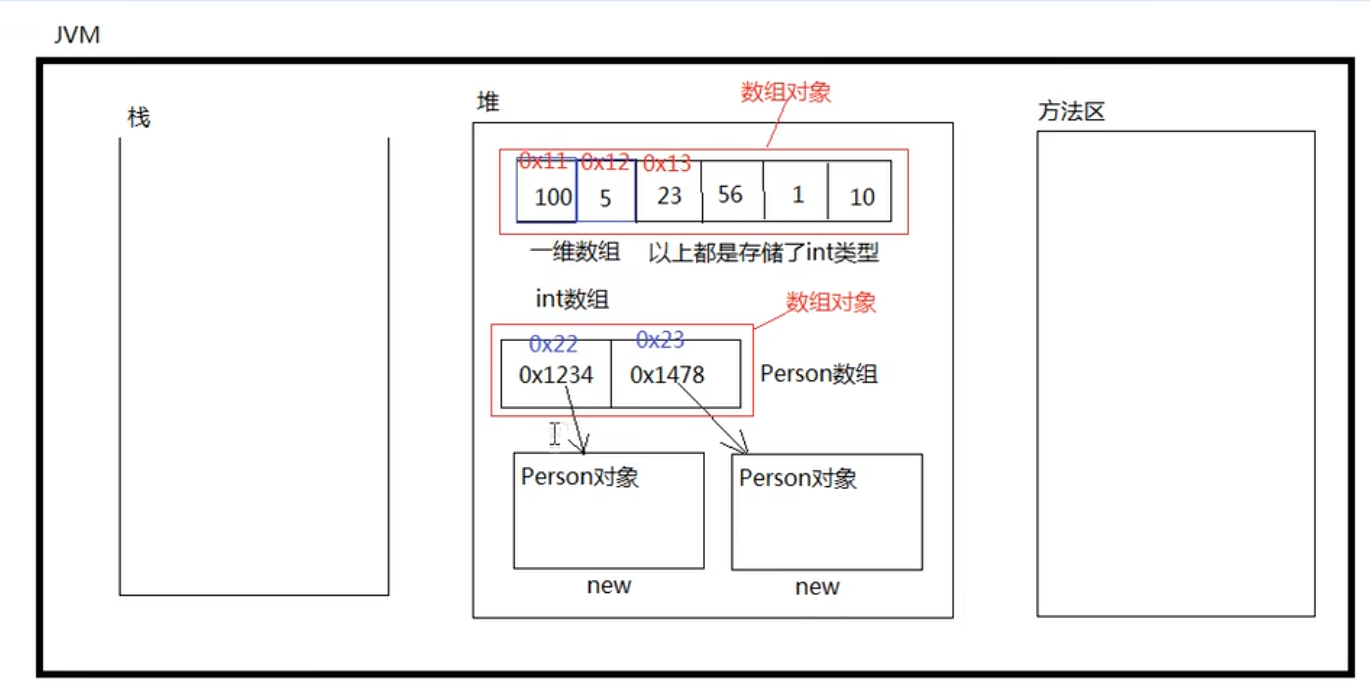 JVM
栈
堆
数组对象
方法区
0x11 0x12 0x13
100 5 23 56 1 10
一维数组 以上都是存储了int类型
int数组
数组对象
0x22 0x23
0x1234 0x1478
Person数组
Person对象 Person对象
new new